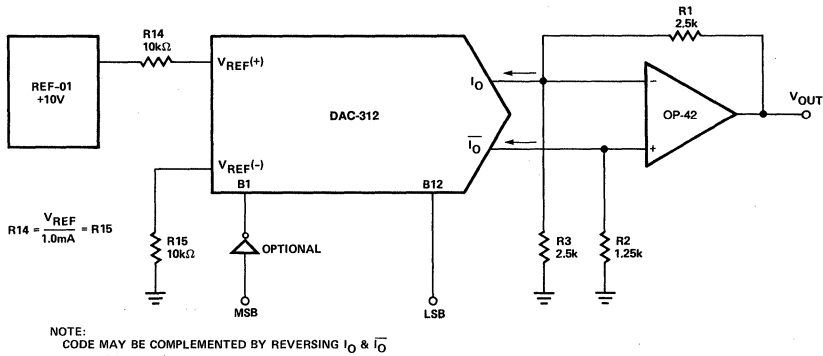 R14
10kΩ
REF-01
+10V
VREF(+)
DAC-312
IO
I̅O̅
VREF(−)
B1
B12
R1
2.5k
−
OP-42
+
VOUT
R14 = VREF / 1.0mA = R15
R15
10kΩ
OPTIONAL
R3
2.5k
R2
1.25k
MSB
LSB
NOTE:
CODE MAY BE COMPLEMENTED BY REVERSING IO & I̅O̅